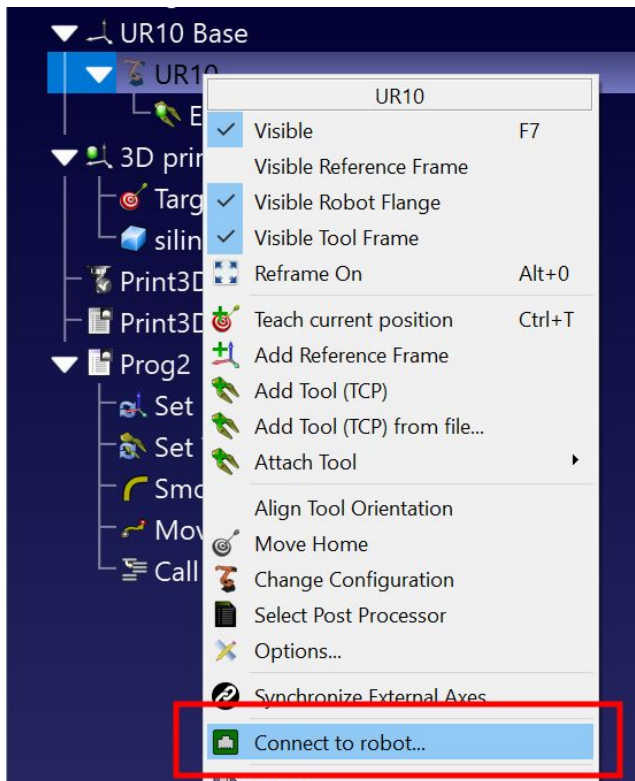 UR10 Base
UR10
UR10
Visible F7
Visible Reference Frame
3D prin
Visible Robot Flange
Targ
Visible Tool Frame
silin
Reframe On Alt+0
Print3D
Teach current position Ctrl+T
Print3D
Add Reference Frame
Prog2
Add Tool (TCP)
Set
Add Tool (TCP) from file...
Set
Attach Tool
Smo
Align Tool Orientation
Mov
Move Home
Call
Change Configuration
Select Post Processor
Options...
Synchronize External Axes
Connect to robot...